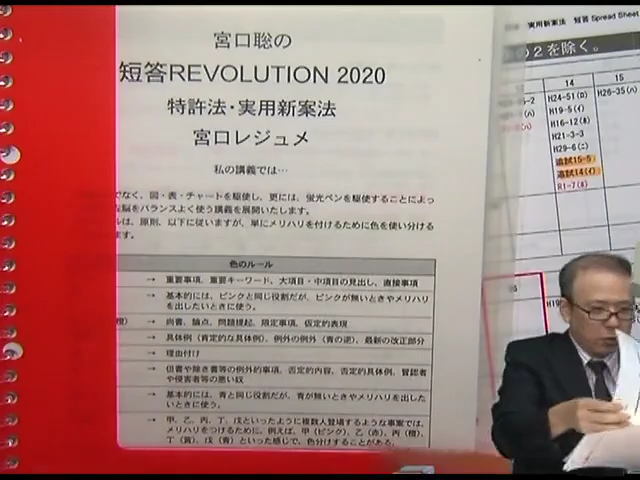 宮口聡の
短答REVOLUTION 2020
特許法・実用新案法
宮口レジュメ
私の講義では…
でなく、図・表・チャートを駆使し、更には、蛍光ペンを駆使することによっ
な脳をバランスよく使う講義を展開いたします。
ルは、原則、以下に従いますが、単にメリハリを付けるために色を使い分ける
ます。
色のルール
→ 重要事項、重要キーワード、大項目・中項目の見出し、直接事項
→ 基本的には、ピンクと同じ役割だが、ピンクが無いときやメリハリ
を出したいときに使う。
橙） → 尚書、論点、問題提起、限定事項、仮定的表現
→ 具体例（肯定的な具体例）、例外の例外（青の逆）、最新の改正部分
→ 理由付け
→ 但書や除き書等の例外的事項、否定的内容、否定的具体例、冒認者
や侵害者等の悪い奴
→ 基本的には、青と同じ役割だが、青が無いときやメリハリを出した
いときに使う。
→ 甲、乙、丙、丁、戊といったように複数人登場するような事案では、
メリハリをつけるために、例えば、甲（ピンク）、乙（赤）、丙（橙）、
丁（黄）、戊（青）といった感じで、色分けすることがある。
実用新案法 短答 Spread Sheet
の2を除く。
14
15
H24-51(ロ)
H26-35(ハ)
H19-5(イ)
H16-12(ホ)
H21-3-3
H29-6(ニ)
追試15-5
追試14(イ)
R1-7(ホ)